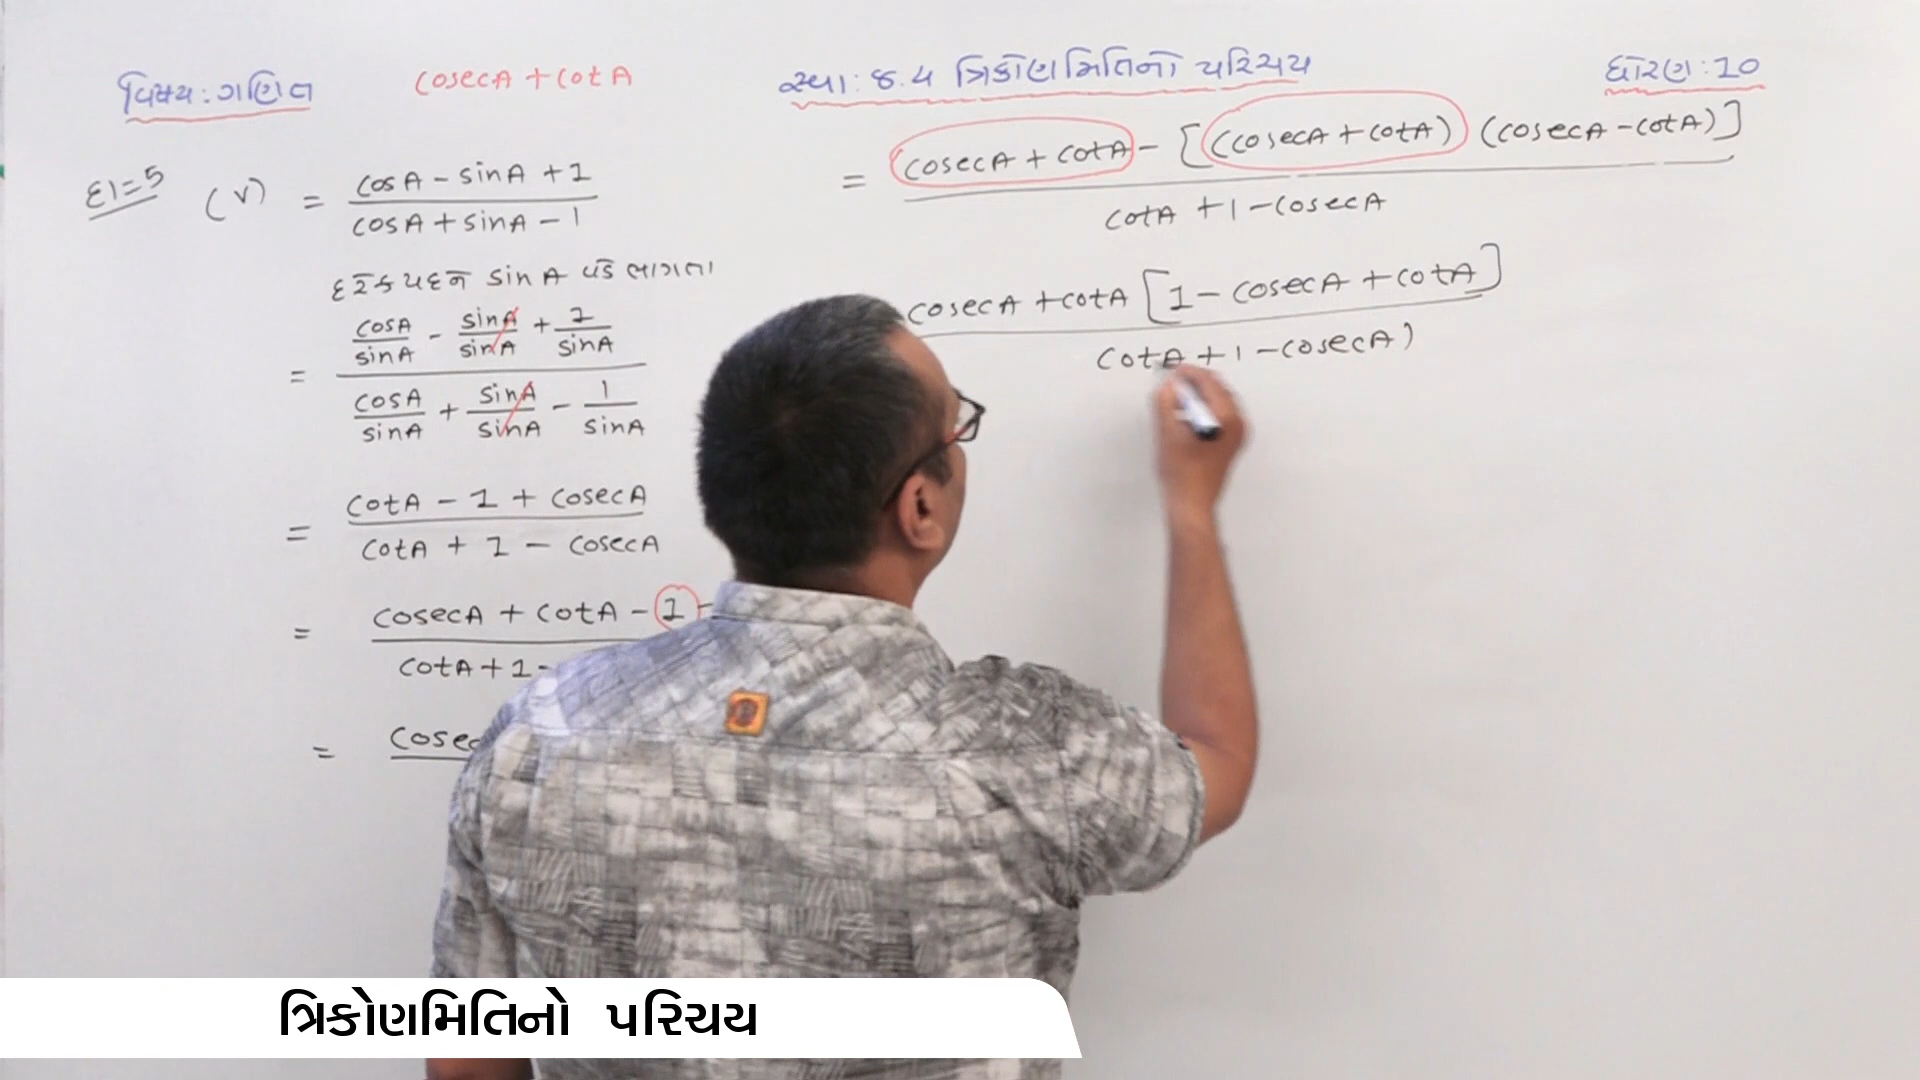 વિષય : ગણિત
cosecA + cotA
સ્વા : ૮.૪ ત્રિકોણમિતિનો પરિચય
ધોરણ : 10
દા = 5 (v) = cosA - sinA + 1 / cosA + sinA - 1
દરેક પદને sinA વડે ભાગતા
= cosA/sinA - sinA/sinA + 1/sinA / cosA/sinA + sinA/sinA - 1/sinA
= cotA - 1 + cosecA / cotA + 1 - cosecA
= cosecA + cotA - 1 / cotA + 1 -
= cosec
= cosecA + cotA - [(cosecA + cotA) (cosecA - cotA)] / cotA + 1 - cosecA
cosecA + cotA [1 - cosecA + cotA] / cotA + 1 - cosecA)
ત્રિકોણમિતિનો પરિચય